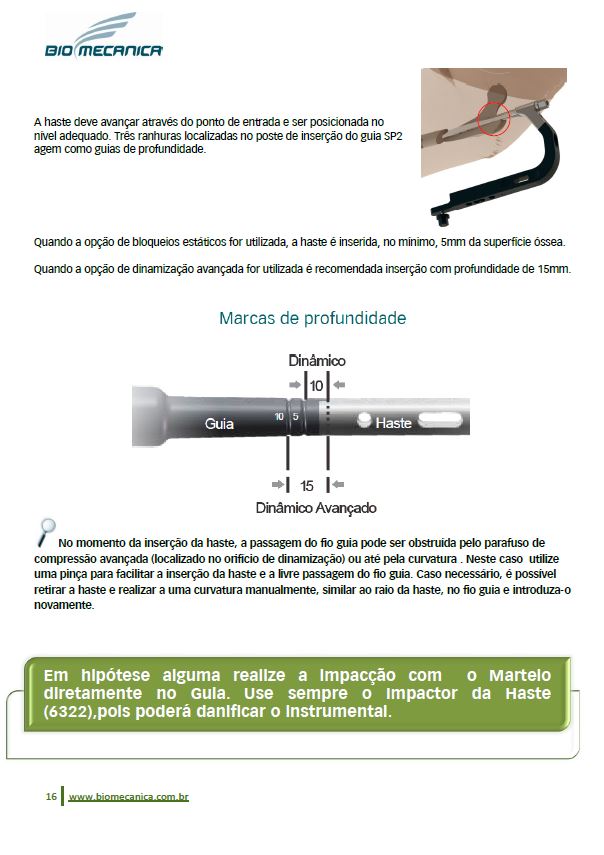 BIOMECANICA
A haste deve avançar através do ponto de entrada e ser posicionada no
nível adequado. Três ranhuras localizadas no poste de inserção do guia SP2
agem como guias de profundidade.
Quando a opção de bloqueios estáticos for utilizada, a haste é inserida, no mínimo, 5mm da superfície óssea.
Quando a opção de dinamização avançada for utilizada é recomendada inserção com profundidade de 15mm.
Marcas de profundidade
Dinâmico
10
Guia
10 5
Haste
15
Dinâmico Avançado
No momento da inserção da haste, a passagem do fio guia pode ser obstruída pelo parafuso de
compressão avançada (localizado no orifício de dinamização) ou até pela curvatura . Neste caso utilize
uma pinça para facilitar a inserção da haste e a livre passagem do fio guia. Caso necessário, é possível
retirar a haste e realizar a uma curvatura manualmente, similar ao raio da haste, no fio guia e introduza-o
novamente.
Em hipótese alguma realize a impacção com o Martelo
diretamente no Guia. Use sempre o Impactor da Haste
(6322),pois poderá danificar o instrumental.
16 www.biomecanica.com.br